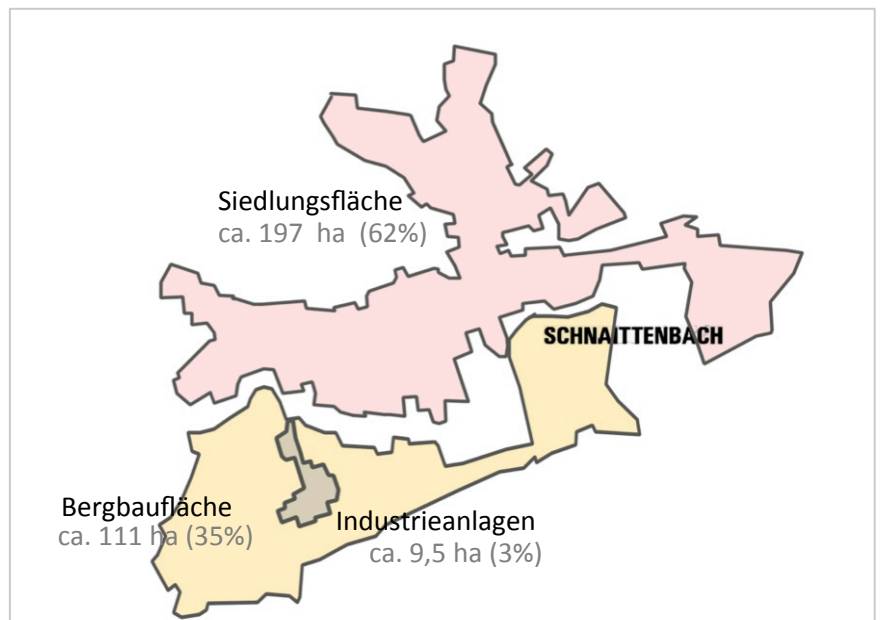 Siedlungsfläche
ca. 197 ha (62%)
SCHNAITTENBACH
Bergbaufläche
ca. 111 ha (35%)
Industrieanlagen
ca. 9,5 ha (3%)